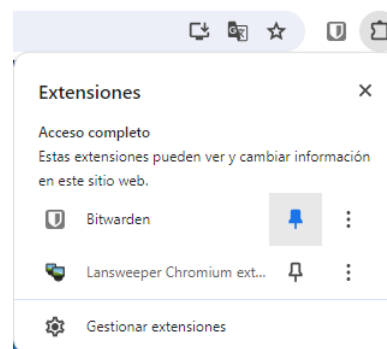 Extensiones
Acceso completo
Estas extensiones pueden ver y cambiar información
en este sitio web.
Bitwarden
Lansweeper Chromium ext...
Gestionar extensiones